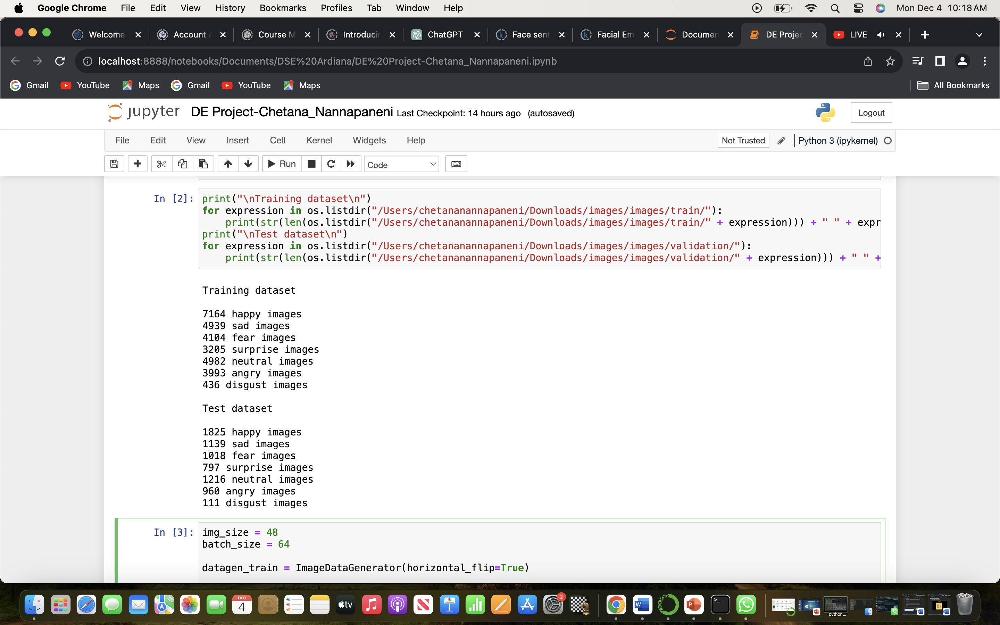 Google Chrome File Edit View History Bookmarks Profiles Tab Window Help Mon Dec 4 10:18 AM
Welcome Account Course M Introducin ChatGPT Face sent Facial Em Documen DE Projec LIVE
localhost:8888/notebooks/Documents/DSE%20Ardiana/DE%20Project-Chetana_Nannapaneni.ipynb
Gmail YouTube Maps Gmail YouTube Maps All Bookmarks
jupyter DE Project-Chetana_Nannapaneni Last Checkpoint: 14 hours ago (autosaved) Logout
File Edit View Insert Cell Kernel Widgets Help Not Trusted Python 3 (ipykernel)
Run Code
In [2]: print("\nTraining dataset\n")
for expression in os.listdir("/Users/chetanannapaneni/Downloads/images/images/train/"):
print(str(len(os.listdir("/Users/chetanannapaneni/Downloads/images/images/train/" + expression))) + " " + expr
print("\nTest dataset\n")
for expression in os.listdir("/Users/chetanannapaneni/Downloads/images/images/validation/"):
print(str(len(os.listdir("/Users/chetanannapaneni/Downloads/images/images/validation/" + expression))) + " " +
Training dataset
7164 happy images
4939 sad images
4104 fear images
3205 surprise images
4982 neutral images
3993 angry images
436 disgust images
Test dataset
1825 happy images
1139 sad images
1018 fear images
797 surprise images
1216 neutral images
960 angry images
111 disgust images
In [3]: img_size = 48
batch_size = 64
datagen_train = ImageDataGenerator(horizontal_flip=True)
DEC
4
tv
2
W
P
python...